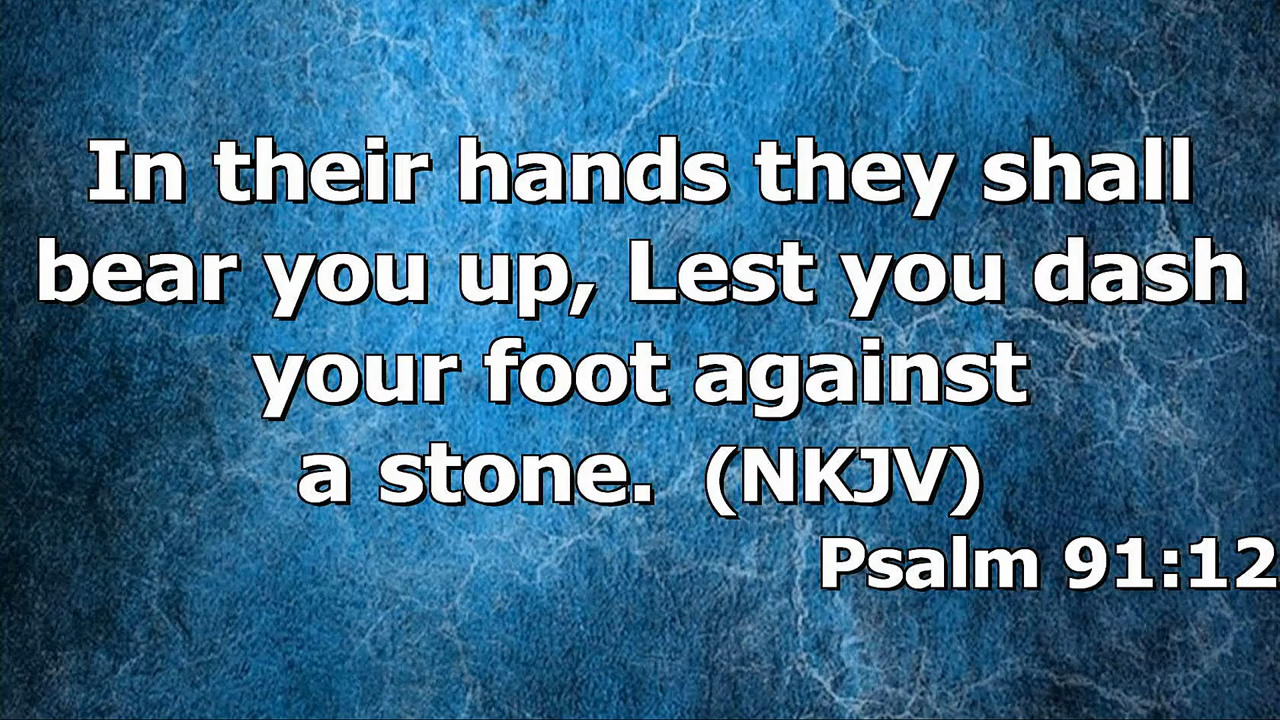 In their hands they shall
bear you up, Lest you dash
your foot against
a stone.  (NKJV)
Psalm 91:12